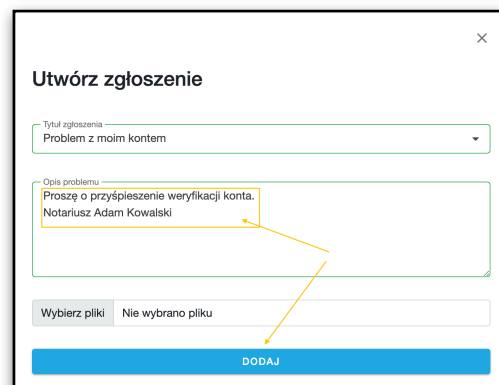 Utwórz zgłoszenie
Tytuł zgłoszenia
Problem z moim kontem
Opis problemu
Proszę o przyśpieszenie weryfikacji konta.
Notariusz Adam Kowalski
Wybierz pliki Nie wybrano pliku
DODAJ